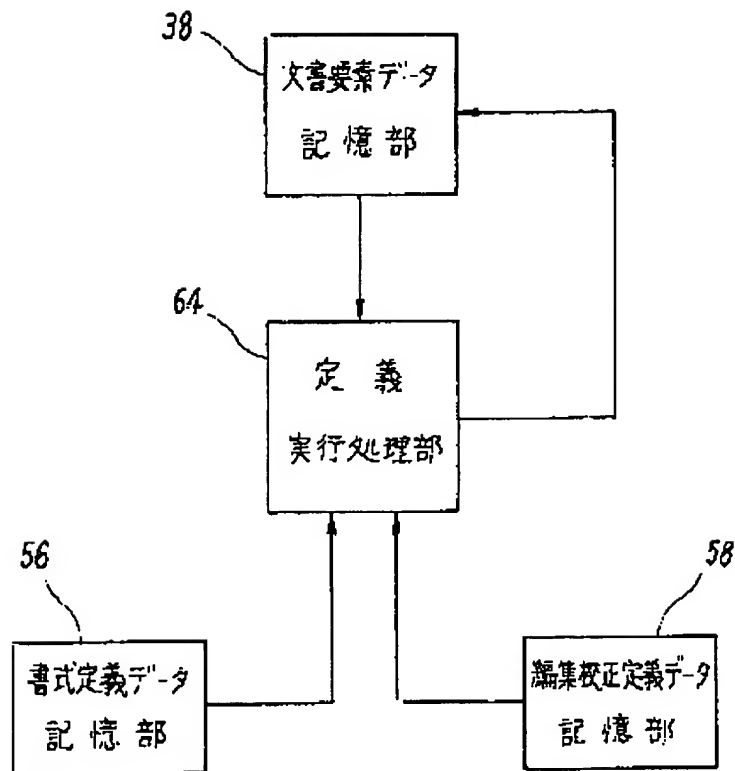 38
文書要素データ
記憶部
64
定義
実行処理部
56
58
書式定義データ
記憶部
編集校正定義データ
記憶部